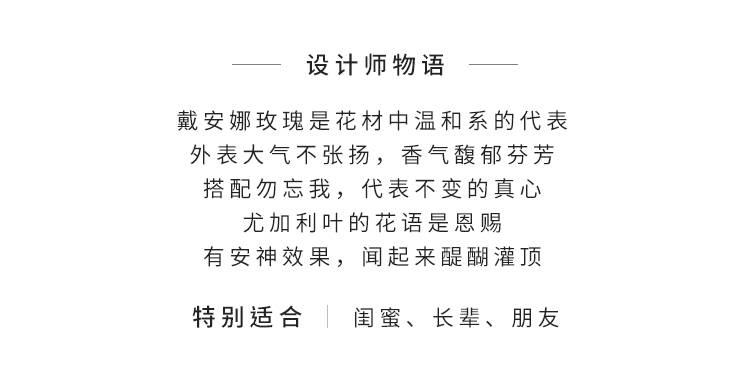 设计师物语
戴安娜玫瑰是花材中温和系的代表
外表大气不张扬，香气馥郁芬芳
搭配勿忘我，代表不变的真心
尤加利叶的花语是恩赐
有安神效果，闻起来醍醐灌顶
特别适合｜闺蜜、长辈、朋友